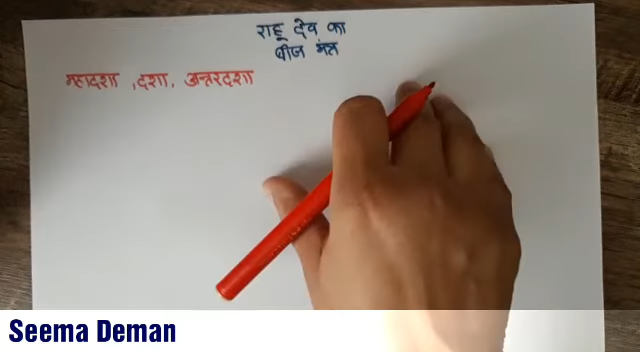 राहू देव का
बीज मंत्र
महादशा , दशा , अन्तरदशा
Seema Deman